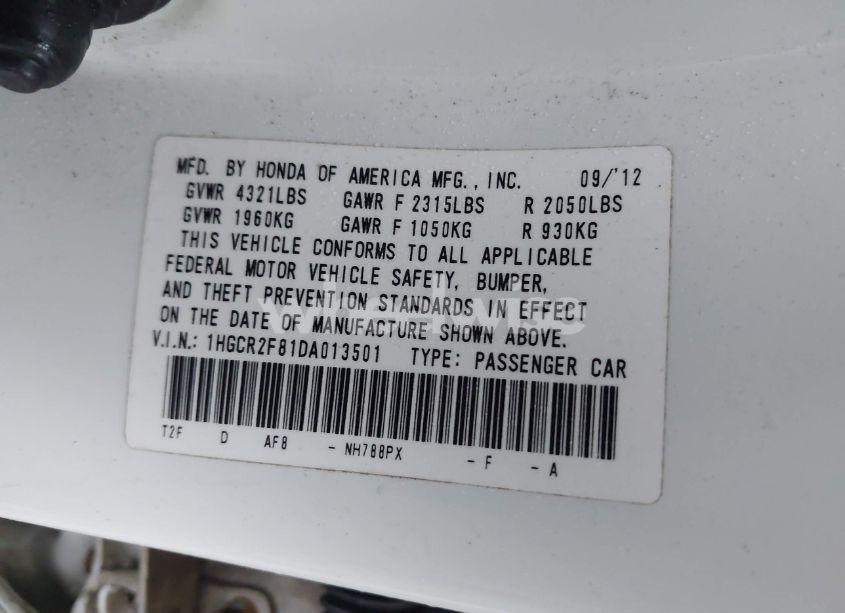 MFD. BY HONDA OF AMERICA MFG., INC. 09/'12
GVWR 4321LBS GAWR F 2315LBS R 2050LBS
GVWR 1960KG GAWR F 1050KG R 930KG
THIS VEHICLE CONFORMS TO ALL APPLICABLE
FEDERAL MOTOR VEHICLE SAFETY, BUMPER,
AND THEFT PREVENTION STANDARDS IN EFFECT
ON THE DATE OF MANUFACTURE SHOWN ABOVE.
V.I.N.: 1HGCR2F81DA013501 TYPE: PASSENGER CAR
T2F D AF8 - NH788PX - F - A